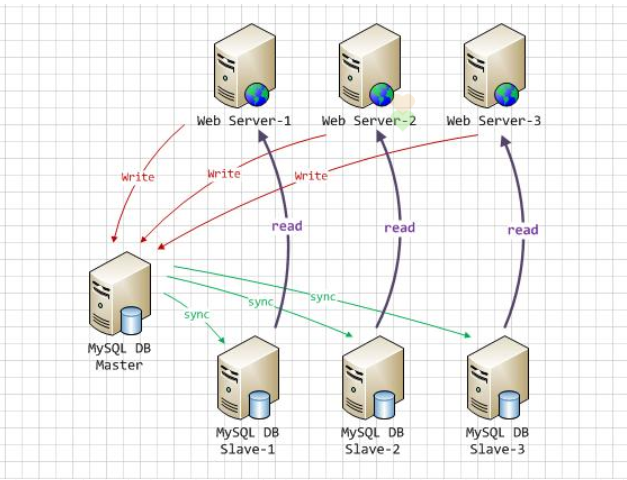 Web Server-1
Web Server-2
Web Server-3
Write
Write
Write
read
read
read
sync
sync
sync
MySQL DB
Master
MySQL DB
Slave-1
MySQL DB
Slave-2
MySQL DB
Slave-3